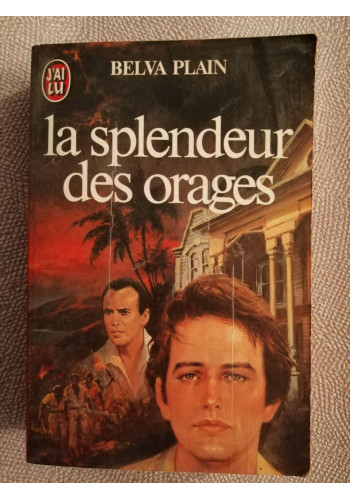 J'AI
LU
BELVA PLAIN
la splendeur
des orages